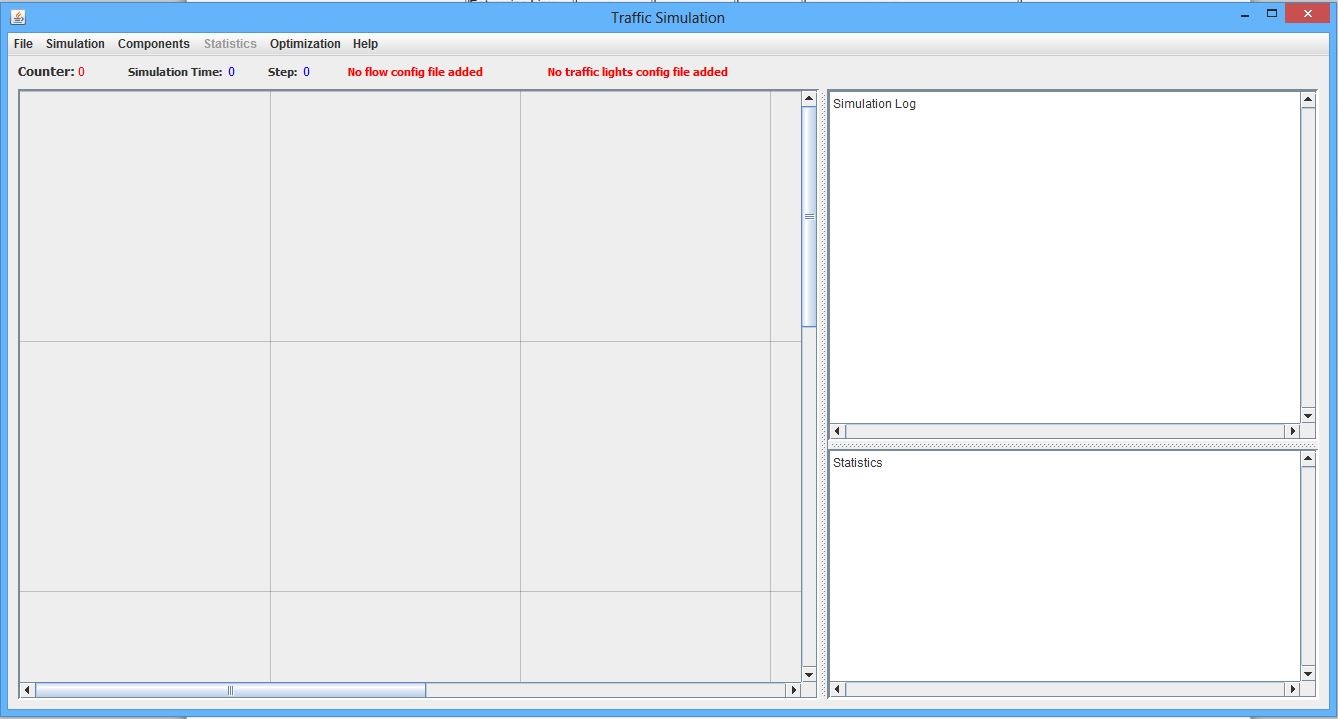 Traffic Simulation
File Simulation Components Statistics Optimization Help
Counter: 0 Simulation Time: 0 Step: 0 No flow config file added No traffic lights config file added
Simulation Log
Statistics